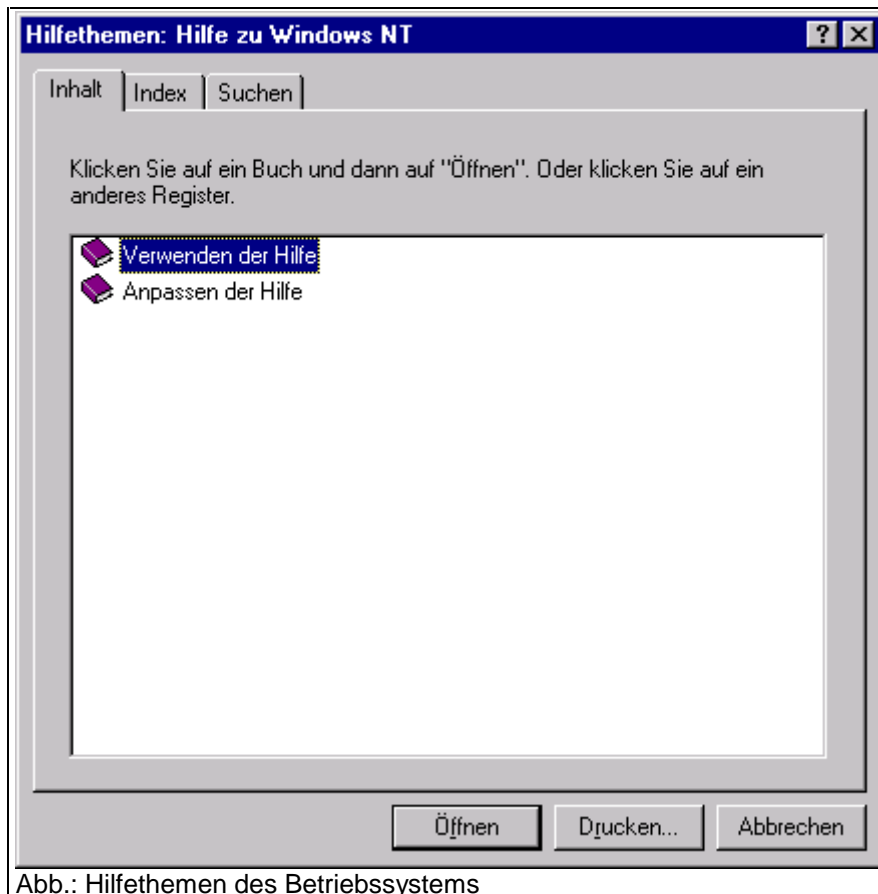 Hilfethemen: Hilfe zu Windows NT
Inhalt Index Suchen
Klicken Sie auf ein Buch und dann auf "Öffnen". Oder klicken Sie auf ein
anderes Register.
Verwenden der Hilfe
Anpassen der Hilfe
Öffnen Drucken... Abbrechen
Abb.: Hilfethemen des Betriebssystems